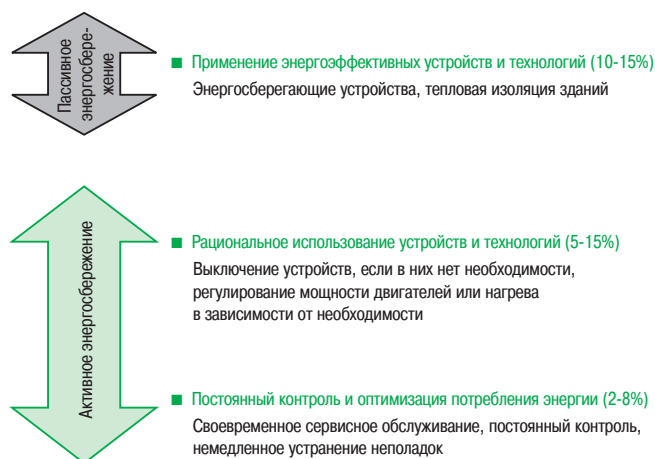 Пассивное
энергосбере-
жение
■ Применение энергоэффективных устройств и технологий (10-15%)
Энергосберегающие устройства, тепловая изоляция зданий
Активное энергосбережение
■ Рациональное использование устройств и технологий (5-15%)
Выключение устройств, если в них нет необходимости,
регулирование мощности двигателей или нагрева
в зависимости от необходимости
■ Постоянный контроль и оптимизация потребления энергии (2-8%)
Своевременное сервисное обслуживание, постоянный контроль,
немедленное устранение неполадок